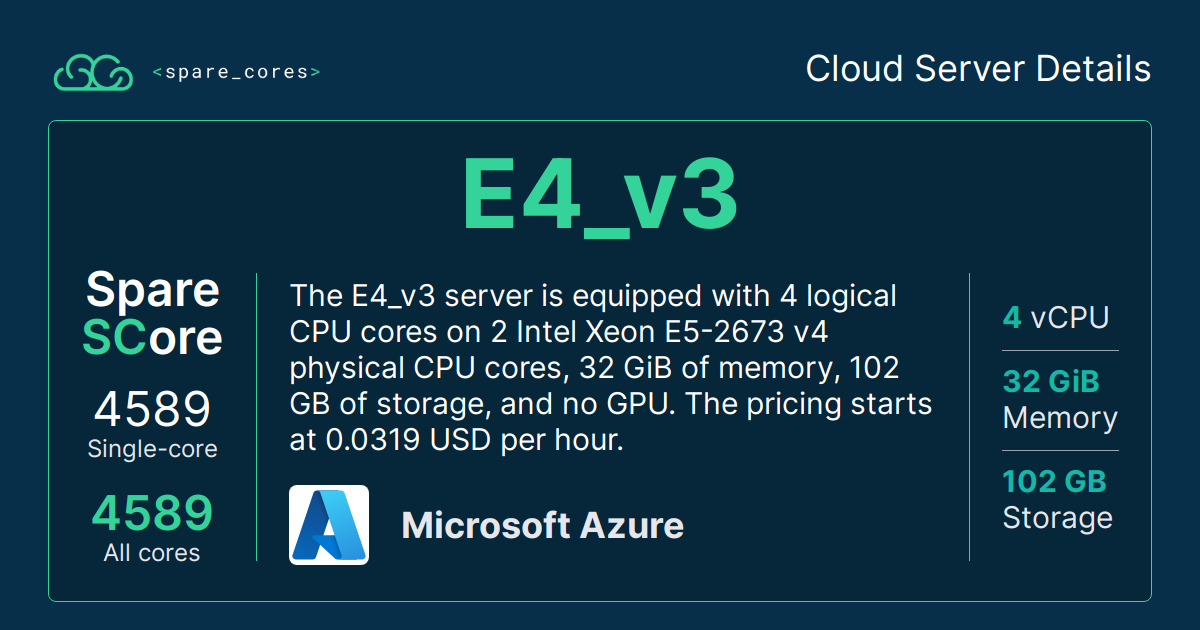 <spare_cores>
Cloud Server Details
E4_v3
Spare
SCore
4589
Single-core
4589
All cores
The E4_v3 server is equipped with 4 logical
CPU cores on 2 Intel Xeon E5-2673 v4
physical CPU cores, 32 GiB of memory, 102
GB of storage, and no GPU. The pricing starts
at 0.0319 USD per hour.
Microsoft Azure
4 vCPU
32 GiB
Memory
102 GB
Storage